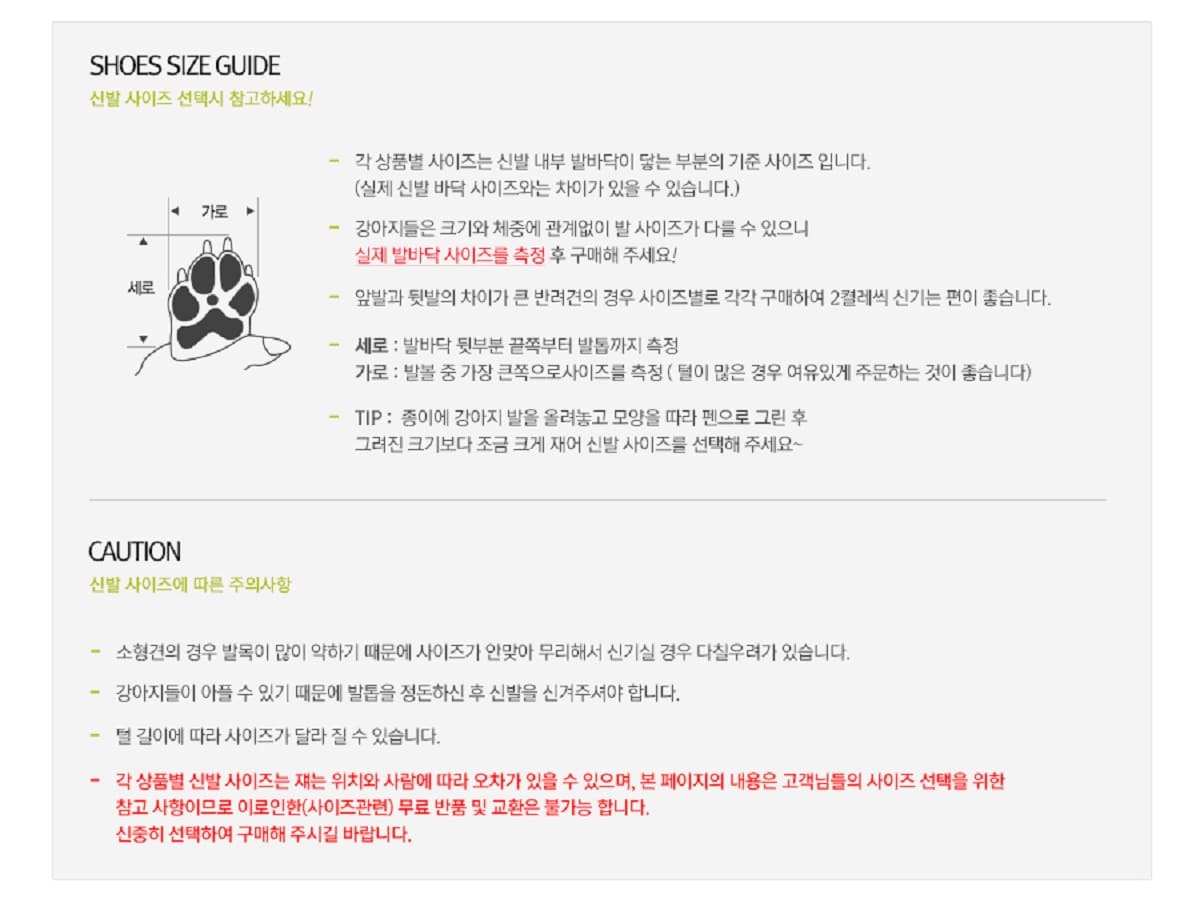 SHOES SIZE GUIDE
신발 사이즈 선택시 참고하세요!
- 각 상품별 사이즈는 신발 내부 발바닥이 닿는 부분의 기준 사이즈 입니다.
(실제 신발 바닥 사이즈와는 차이가 있을 수 있습니다.)
가로
- 강아지들은 크기와 체중에 관계없이 발 사이즈가 다를 수 있으니
실제 발바닥 사이즈를 측정 후 구매해 주세요!
세로
- 앞발과 뒷발의 차이가 큰 반려견의 경우 사이즈별로 각각 구매하여 2켤레씩 신기는 편이 좋습니다.
- 세로 : 발바닥 뒷부분 끝쪽부터 발톱까지 측정
가로 : 발볼 중 가장 큰쪽으로사이즈를 측정 ( 털이 많은 경우 여유있게 주문하는 것이 좋습니다)
- TIP : 종이에 강아지 발을 올려놓고 모양을 따라 펜으로 그린 후
그려진 크기보다 조금 크게 재어 신발 사이즈를 선택해 주세요~
CAUTION
신발 사이즈에 따른 주의사항
- 소형견의 경우 발목이 많이 약하기 때문에 사이즈가 안맞아 무리해서 신기실 경우 다칠우려가 있습니다.
- 강아지들이 아플 수 있기 때문에 발톱을 정돈하신 후 신발을 신겨주셔야 합니다.
- 털 길이에 따라 사이즈가 달라 질 수 있습니다.
- 각 상품별 신발 사이즈는 재는 위치와 사람에 따라 오차가 있을 수 있으며, 본 페이지의 내용은 고객님들의 사이즈 선택을 위한
참고 사항이므로 이로인한(사이즈관련) 무료 반품 및 교환은 불가능 합니다.
신중히 선택하여 구매해 주시길 바랍니다.